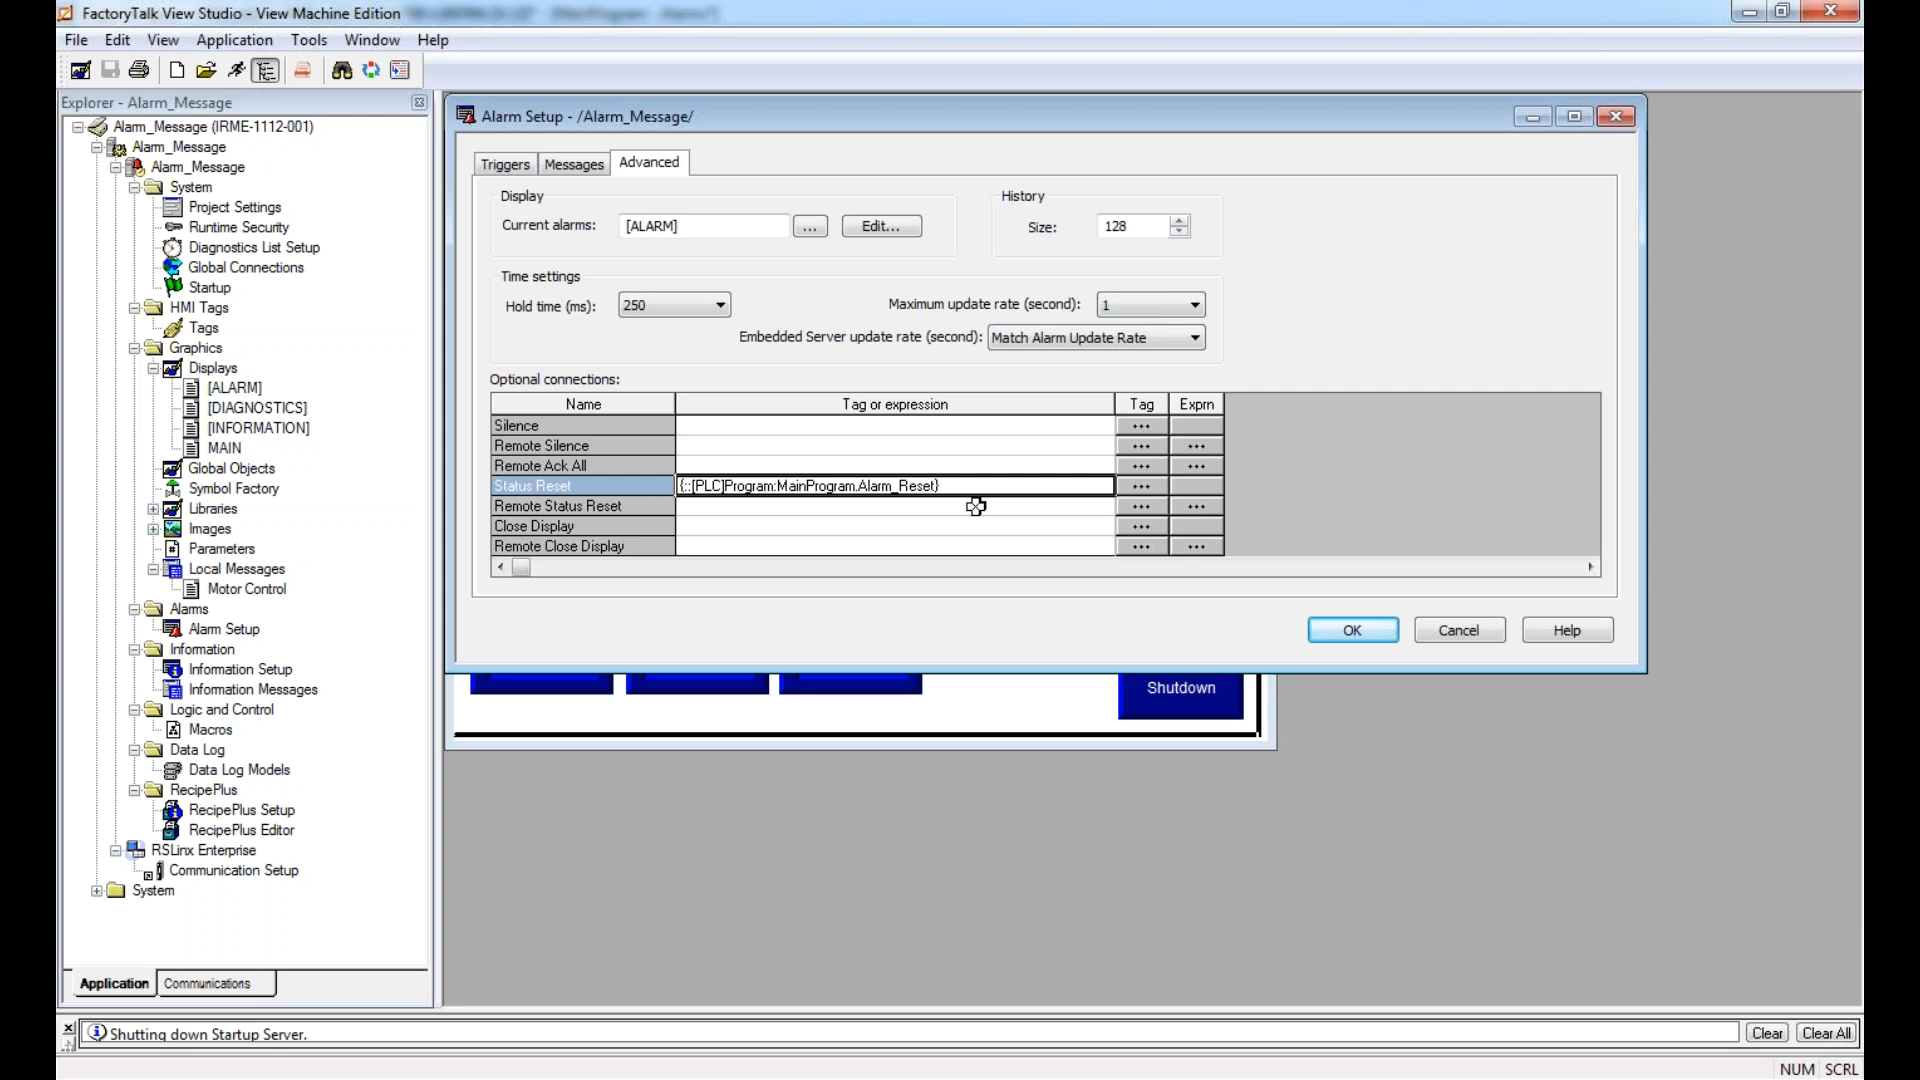 FactoryTalk View Studio - View Machine Edition
File Edit View Application Tools Window Help
Explorer - Alarm_Message
Alarm_Message (IRME-1112-001)
Alarm_Message
Alarm_Message
System
Project Settings
Runtime Security
Diagnostics List Setup
Global Connections
Startup
HMI Tags
Tags
Graphics
Displays
[ALARM]
[DIAGNOSTICS]
[INFORMATION]
MAIN
Global Objects
Symbol Factory
Libraries
Images
Parameters
Local Messages
Motor Control
Alarms
Alarm Setup
Information
Information Setup
Information Messages
Logic and Control
Macros
Data Log
Data Log Models
RecipePlus
RecipePlus Setup
RecipePlus Editor
RSLinx Enterprise
Communication Setup
System
Application Communications
Alarm Setup - /Alarm_Message/
Triggers Messages Advanced
Display
Current alarms: [ALARM] ... Edit...
History
Size: 128
Time settings
Hold time (ms): 250
Maximum update rate (second): 1
Embedded Server update rate (second): Match Alarm Update Rate
Optional connections:
Name Tag or expression Tag Exprn
Silence ...
Remote Silence ... ...
Remote Ack All ... ...
Status Reset {::[PLC]Program:MainProgram.Alarm_Reset} ...
Remote Status Reset ... ...
Close Display ...
Remote Close Display ... ...
OK Cancel Help
Shutdown
Shutting down Startup Server.
Clear Clear All
NUM SCRL